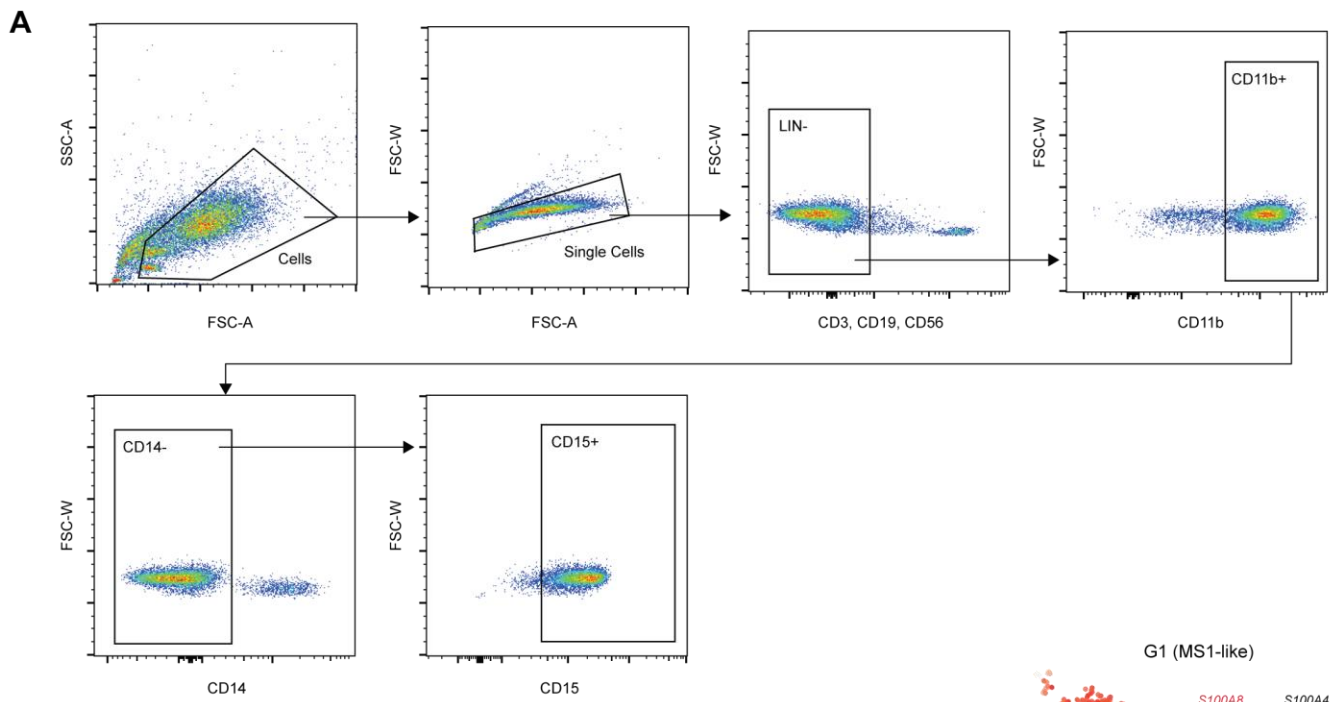 A
SSC-A
Cells
FSC-A
FSC-W
Single Cells
FSC-A
FSC-W
LIN-
CD3, CD19, CD56
FSC-W
CD11b+
CD11b
FSC-W
CD14-
CD14
FSC-W
CD15+
CD15
G1 (MS1-like)
S100A8
S100A4